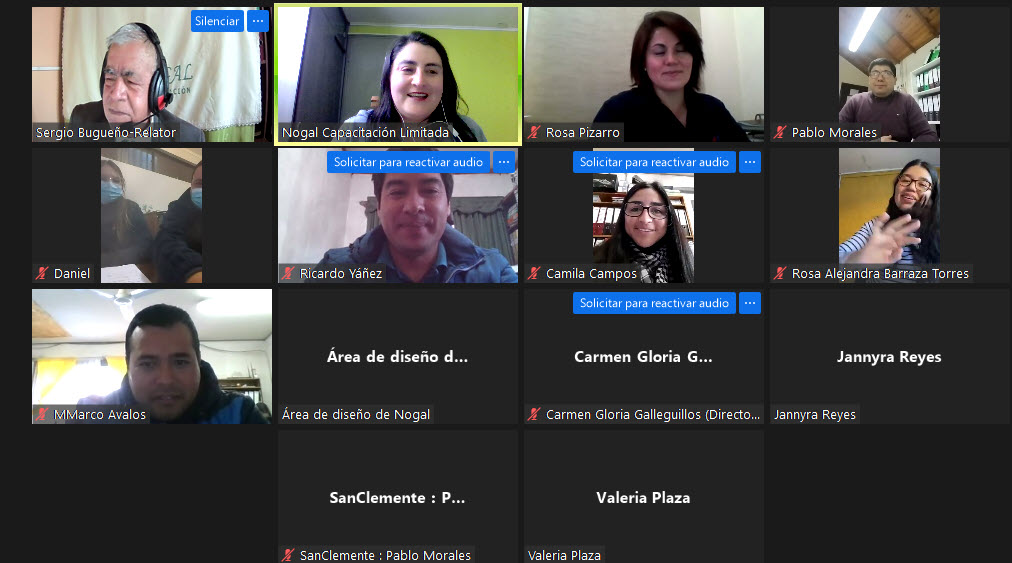 Silenciar
...
CAL
CCIÓN
Sergio Bugueño-Relator
Nogal Capacitación Limitada
Rosa Pizarro
Pablo Morales
Daniel
Solicitar para reactivar audio
...
Ricardo Yáñez
Solicitar para reactivar audio
...
Camila Campos
Rosa Alejandra Barraza Torres
MMarco Avalos
Área de diseño d...
Área de diseño de Nogal
Solicitar para reactivar audio
...
Carmen Gloria G...
Carmen Gloria Galleguillos (Directo...
Jannyra Reyes
Jannyra Reyes
SanClemente : P...
SanClemente : Pablo Morales
Valeria Plaza
Valeria Plaza